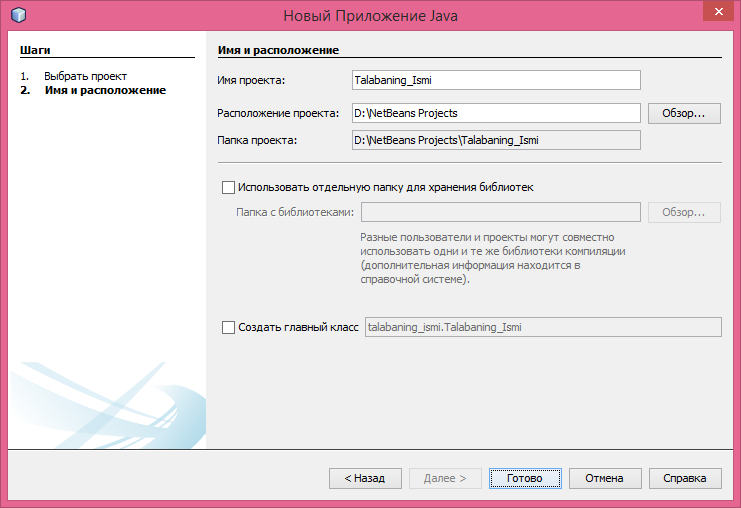 Новый Приложение Java
Шаги
1. Выбрать проект
2. Имя и расположение
Имя и расположение
Имя проекта: Talabaning_Ismi
Расположение проекта: D:\NetBeans Projects Обзор...
Папка проекта: D:\NetBeans Projects\Talabaning_Ismi
Использовать отдельную папку для хранения библиотек
Папка с библиотеками: Обзор...
Разные пользователи и проекты могут совместно
использовать одни и те же библиотеки компиляции
(дополнительная информация находится в
справочной системе).
Создать главный класс talabaning_ismi.Talabaning_Ismi
< Назад Далее > Готово Отмена Справка